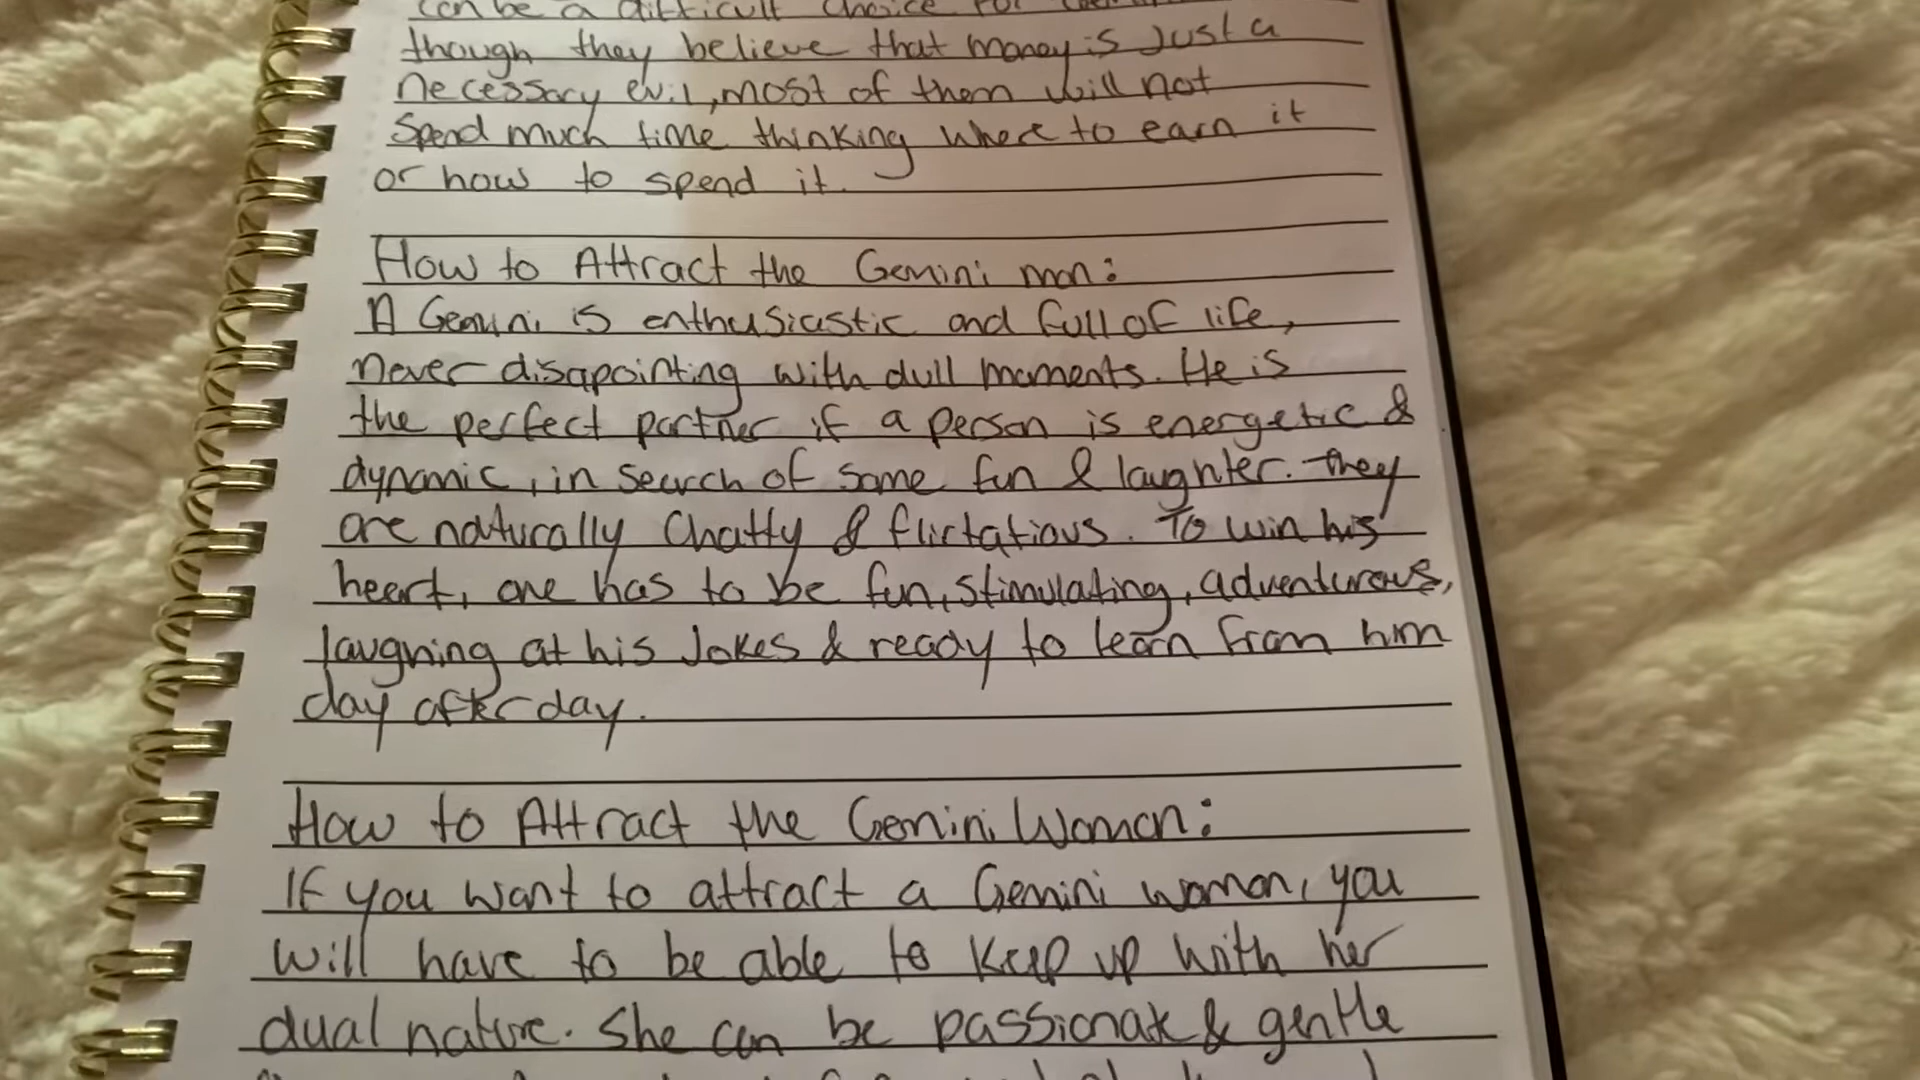 can be a difficult choice for
though they believe that money is Just a
necessary evil, most of them will not
spend much time thinking where to earn it
or how to spend it.
How to Attract the Gemini man:
A Gemini is enthusiastic and full of life,
never disapointing with dull moments. He is
the perfect partner if a person is energetic &
dynamic, in search of some fun & laughter. they
are naturally Chatty & flirtatious. To win his
heart, one has to be fun, stimulating, adventurous,
laughing at his Jokes & ready to learn from him
day after day.
How to Attract the Gemini Woman:
If you want to attract a Gemini woman, you
will have to be able to keep up with her
dual nature. She can be passionate & gentle